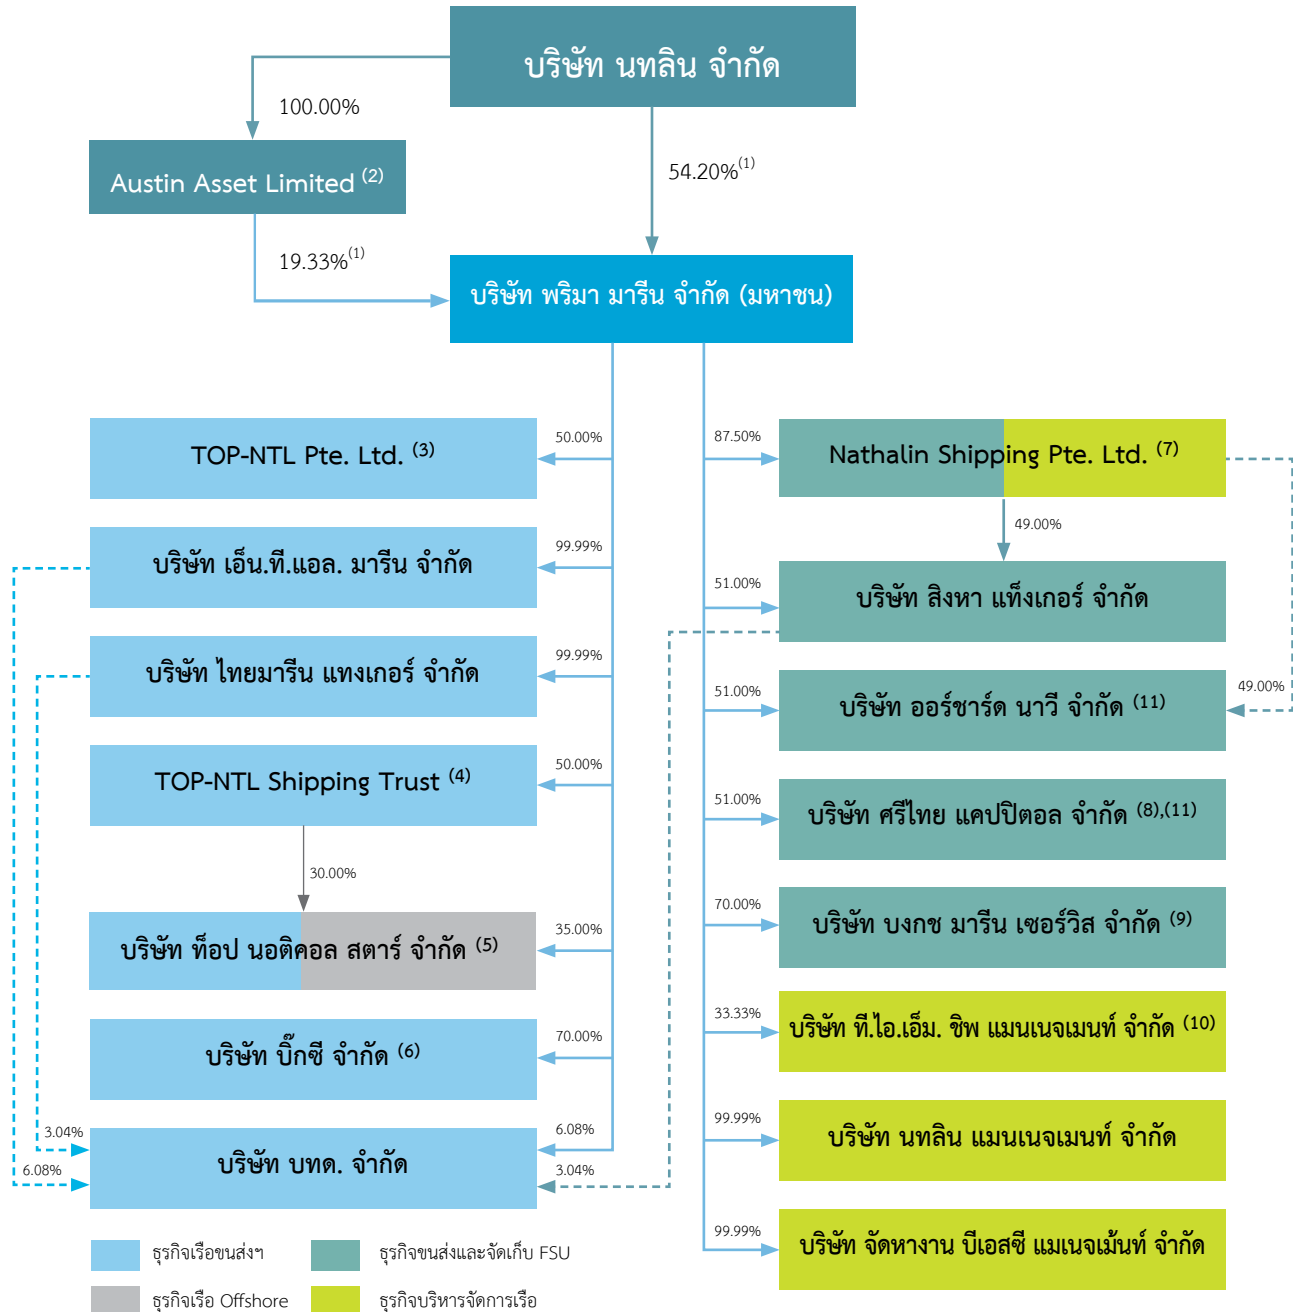 บริษัท นทลิน จำกัด
100.00%
54.20%(1)
Austin Asset Limited (2)
19.33%(1)
บริษัท พริมา มารีน จำกัด (มหาชน)
TOP-NTL Pte. Ltd. (3)
50.00%
บริษัท เอ็น.ที.แอล. มารีน จำกัด
99.99%
บริษัท ไทยมารีน แทงเกอร์ จำกัด
99.99%
TOP-NTL Shipping Trust (4)
50.00%
30.00%
บริษัท ท็อป นอติคอล สตาร์ จำกัด (5)
35.00%
บริษัท บิ๊กซี จำกัด (6)
70.00%
3.04%
6.08%
บริษัท บทด. จำกัด
6.08%
3.04%
87.50%
Nathalin Shipping Pte. Ltd. (7)
49.00%
51.00%
บริษัท สิงหา แท็งเกอร์ จำกัด
51.00%
บริษัท ออร์ชาร์ด นาวี จำกัด (11)
49.00%
51.00%
บริษัท ศรีไทย แคปปิตอล จำกัด (8),(11)
70.00%
บริษัท บงกช มารีน เซอร์วิส จำกัด (9)
33.33%
บริษัท ที.ไอ.เอ็ม. ชิพ แมนเนจเมนท์ จำกัด (10)
99.99%
บริษัท นทลิน แมนเนจเมนท์ จำกัด
99.99%
บริษัท จัดหางาน บีเอสซี แมเนจเม้นท์ จำกัด
ธุรกิจเรือขนส่งฯ
ธุรกิจขนส่งและจัดเก็บ FSU
ธุรกิจเรือ Offshore
ธุรกิจบริหารจัดการเรือ